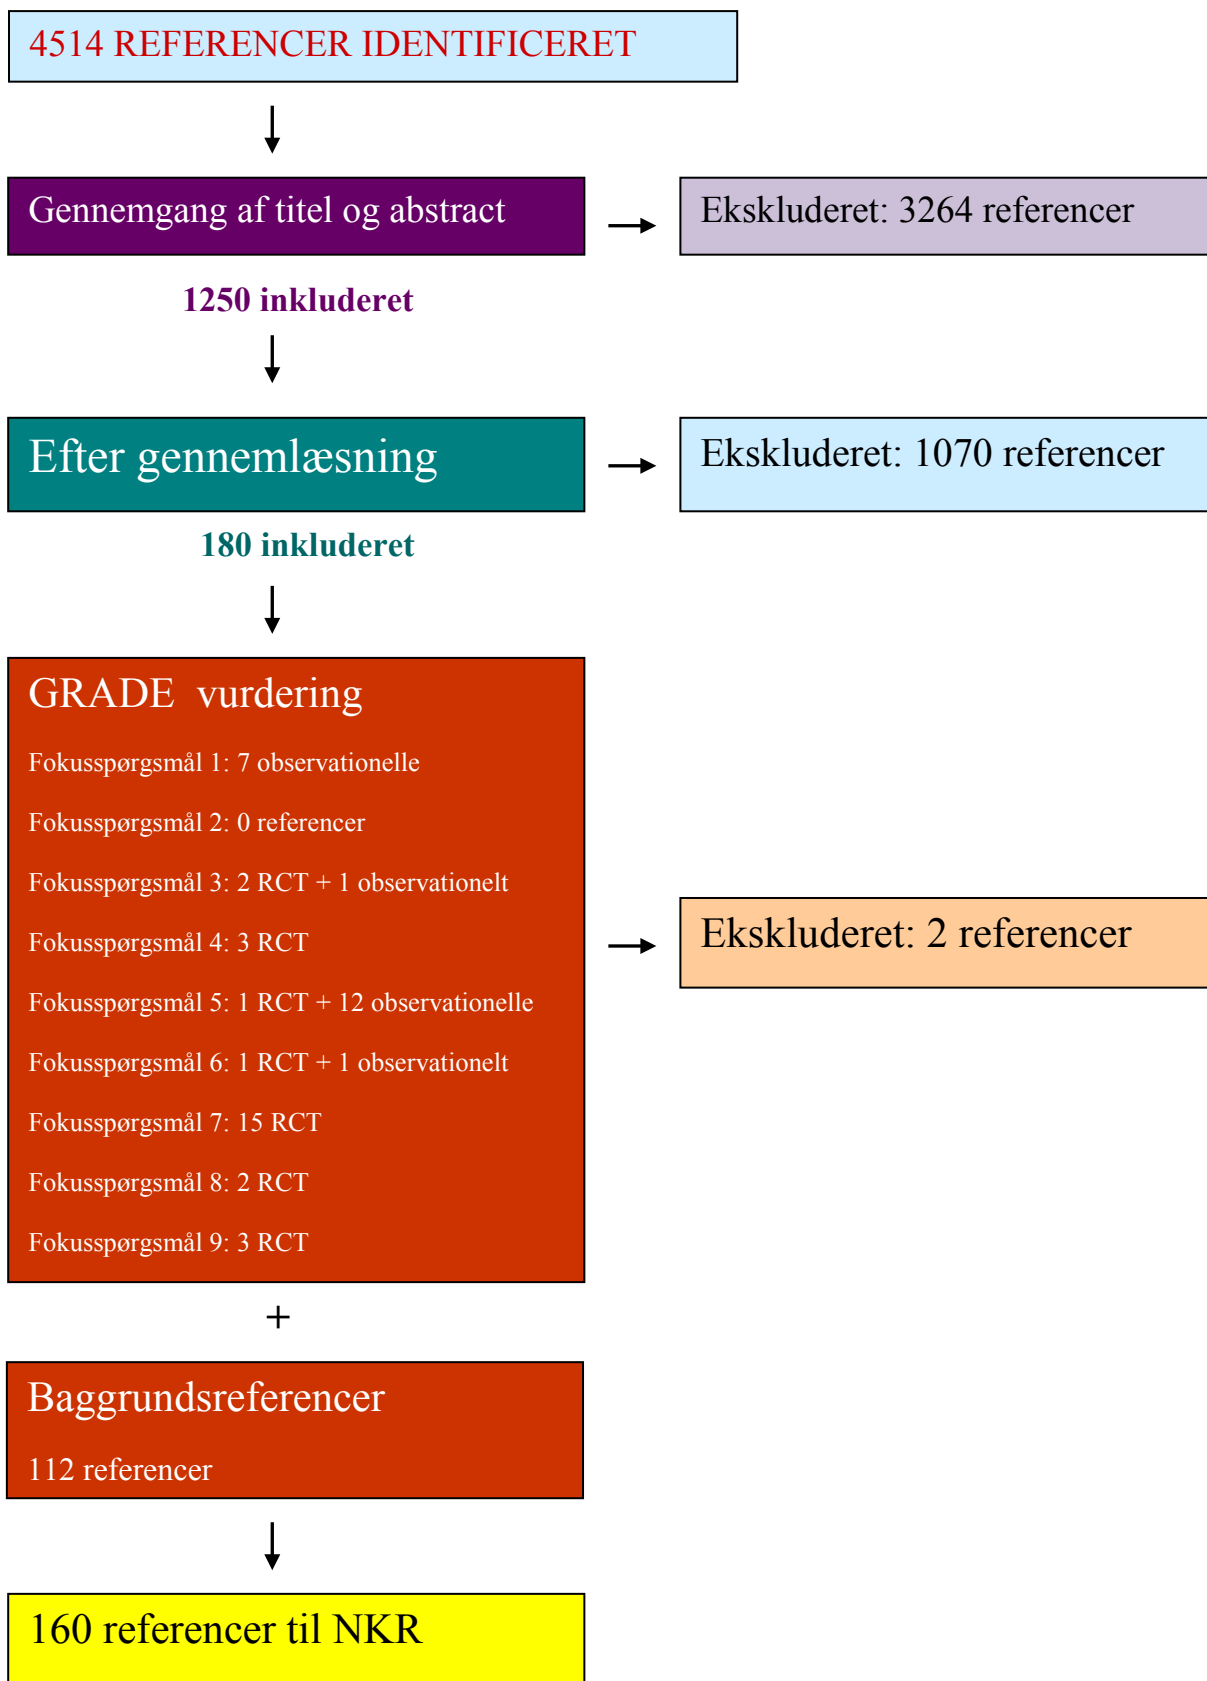 4514 REFERENCER IDENTIFICERET
Gennemgang af titel og abstract
Ekskluderet: 3264 referencer
1250 inkluderet
Efter gennemlæsning
Ekskluderet: 1070 referencer
180 inkluderet
GRADE vurdering
Fokusspørgsmål 1: 7 observationelle
Fokusspørgsmål 2: 0 referencer
Fokusspørgsmål 3: 2 RCT + 1 observationelt
Fokusspørgsmål 4: 3 RCT
Fokusspørgsmål 5: 1 RCT + 12 observationelle
Fokusspørgsmål 6: 1 RCT + 1 observationelt
Fokusspørgsmål 7: 15 RCT
Fokusspørgsmål 8: 2 RCT
Fokusspørgsmål 9: 3 RCT
Ekskluderet: 2 referencer
+
Baggrundsreferencer
112 referencer
160 referencer til NKR